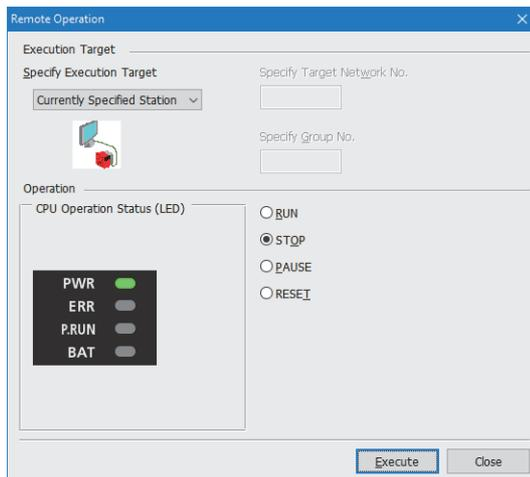 Remote Operation
Execution Target
Specify Execution Target
Specify Target Network No.
Currently Specified Station
Specify Group No.
Operation
CPU Operation Status (LED)
RUN
STOP
PAUSE
RESET
PWR
ERR
P.RUN
BAT
Execute
Close